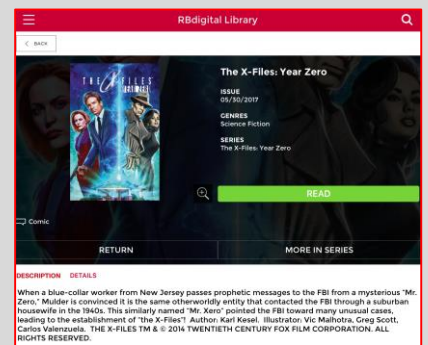 RBdigital Library
< BACK
THE X-FILES
YEAR ZERO
The X-Files: Year Zero
ISSUE
05/30/2017
GENRES
Science Fiction
SERIES
The X-Files: Year Zero
READ
Comic
RETURN
MORE IN SERIES
DESCRIPTION DETAILS
When a blue-collar worker from New Jersey passes prophetic messages to the FBI from a mysterious "Mr.
Zero," Mulder is convinced it is the same otherworldly entity that contacted the FBI through a suburban
housewife in the 1940s. This similarly named "Mr. Xero" pointed the FBI toward many unusual cases,
leading to the establishment of "the X-Files"! Author: Karl Kesel. Illustrator: Vic Malhotra, Greg Scott,
Carlos Valenzuela. THE X-FILES TM & © 2014 TWENTIETH CENTURY FOX FILM CORPORATION. ALL
RIGHTS RESERVED.